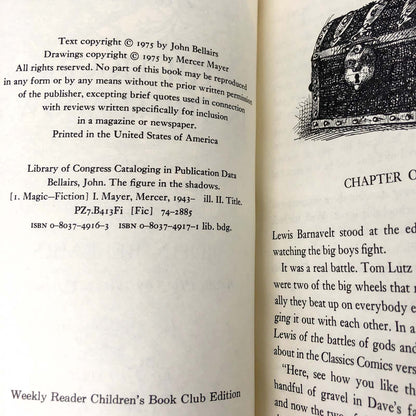 Text copyright © 1975 by John Bellairs
Drawings copyright © 1975 by Mercer Mayer
All rights reserved. No part of this book may be reproduced
in any form or by any means without the prior written permission
of the publisher, excepting brief quotes used in connection
with reviews written specifically for inclusion
in a magazine or newspaper.
Printed in the United States of America
Library of Congress Cataloging in Publication Data
Bellairs, John. The figure in the shadows.
[1. Magic—Fiction] I. Mayer, Mercer, 1943– ill. II. Title.
PZ7.B413Fi [Fic] 74-2885
ISBN 0-8037-4916-3 ISBN 0-8037-4917-1 lib. bdg.
Weekly Reader Children's Book Club Edition
CHAPTER
Lewis Barnavelt stood at the ed
watching the big boys fight.
It was a real battle. Tom Lutz
were two of the big wheels that
ally they beat up on everybody e
ging it out with each other. In a
Lewis of the battles of gods and
about in the Classics Comics vers
"Here, see how you like th
handful of gravel in Dave's fa